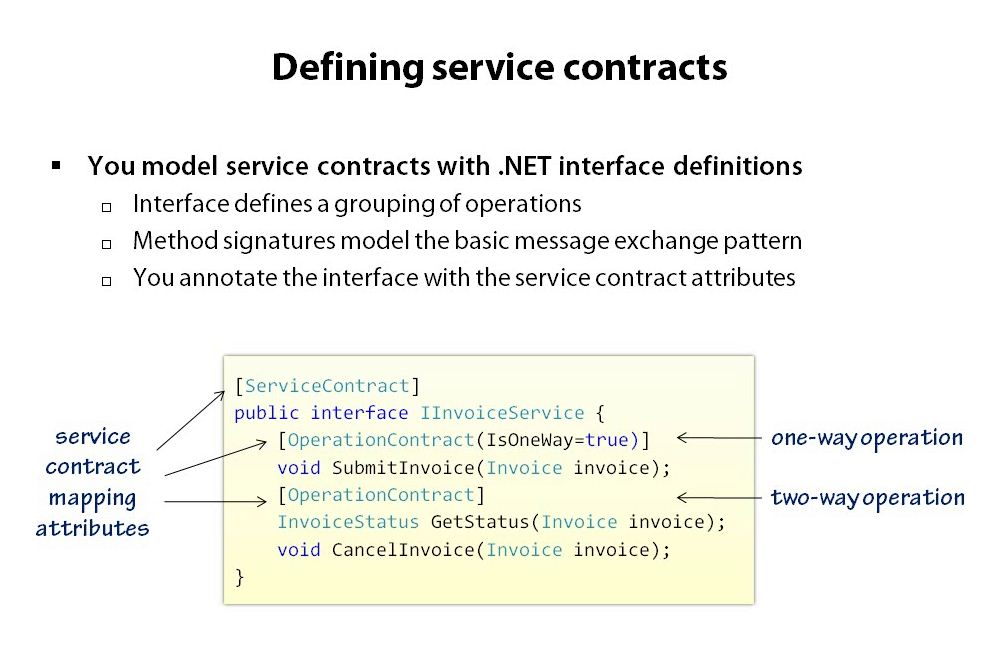 Defining service contracts
You model service contracts with .NET interface definitions
Interface defines a grouping of operations
Method signatures model the basic message exchange pattern
You annotate the interface with the service contract attributes
service
contract
mapping
attributes
[ServiceContract]
public interface IInvoiceService {
[OperationContract(IsOneWay=true)]
void SubmitInvoice(Invoice invoice);
[OperationContract]
InvoiceStatus GetStatus(Invoice invoice);
void CancelInvoice(Invoice invoice);
}
one-way operation
two-way operation